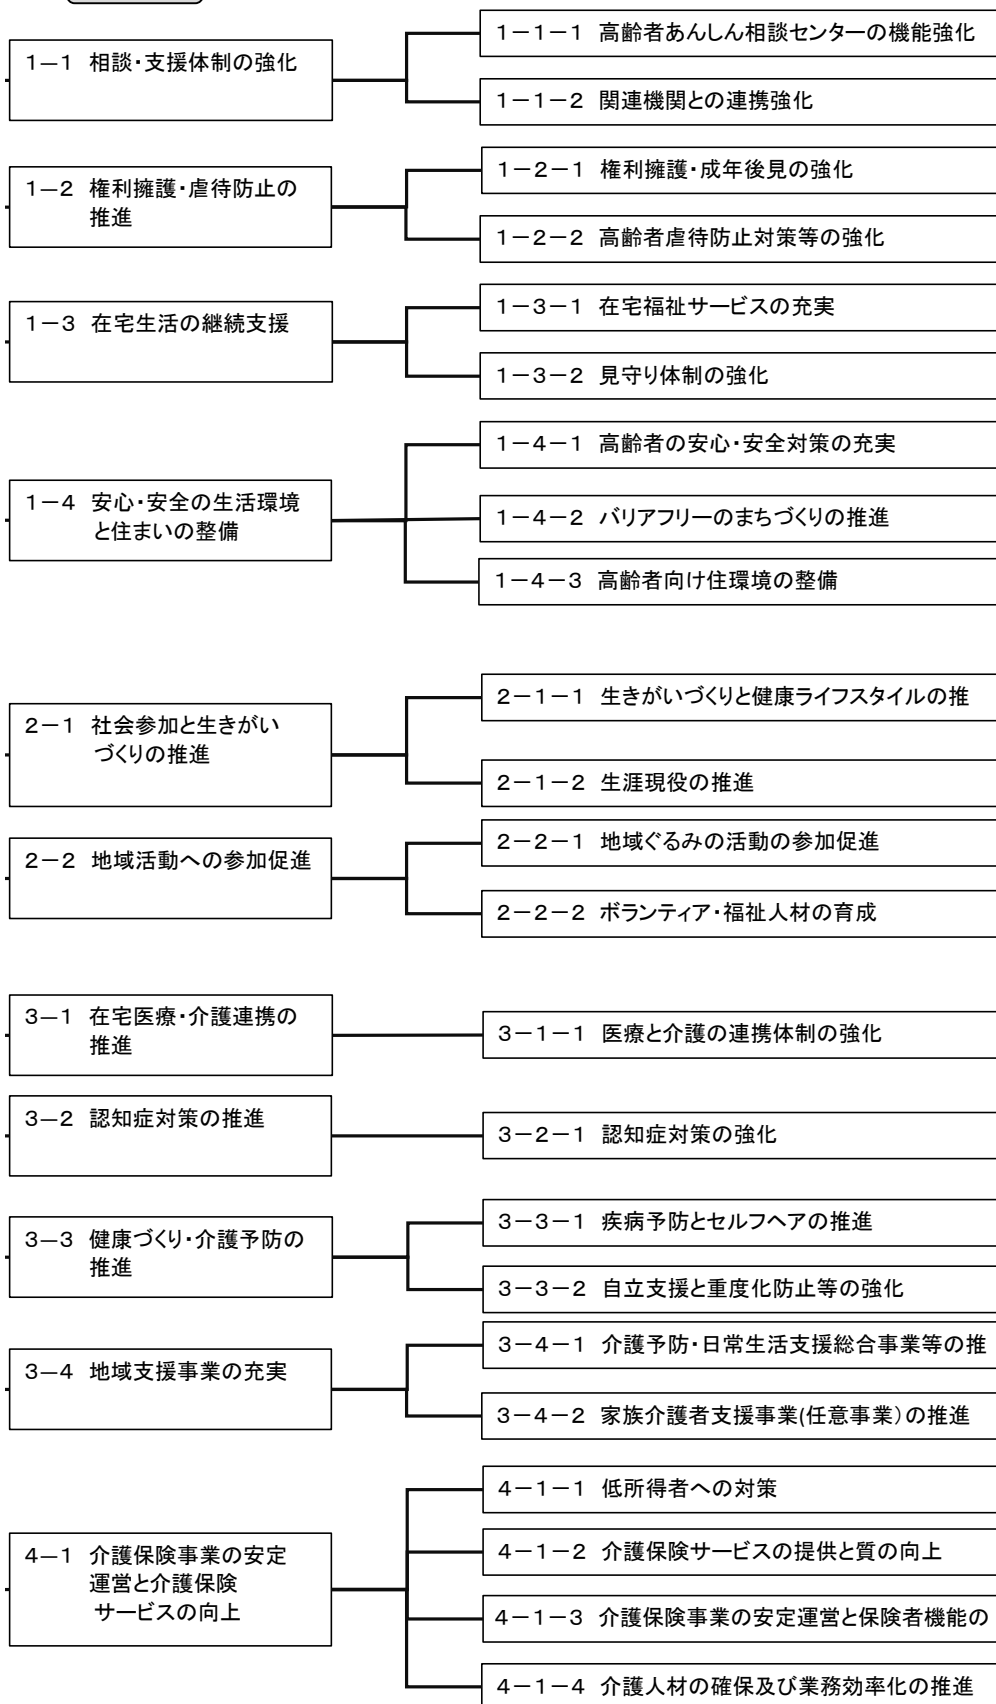 1―1 相談・支援体制の強化
1－1－1 高齢者あんしん相談センターの機能強化
1－1－2 関連機関との連携強化
1―2 権利擁護・虐待防止の
推進
1－2－1 権利擁護・成年後見の強化
1－2－2 高齢者虐待防止対策等の強化
1－3 在宅生活の継続支援
1－3－1 在宅福祉サービスの充実
1－3－2 見守り体制の強化
1－4 安心・安全の生活環境
と住まいの整備
1－4－1 高齢者の安心・安全対策の充実
1－4－2 バリアフリーのまちづくりの推進
1－4－3 高齢者向け住環境の整備
2－1 社会参加と生きがい
づくりの推進
2－1－1 生きがいづくりと健康ライフスタイルの推
2－1－2 生涯現役の推進
2－2 地域活動への参加促進
2－2－1 地域ぐるみの活動の参加促進
2－2－2 ボランティア・福祉人材の育成
3―1 在宅医療・介護連携の
推進
3－1－1 医療と介護の連携体制の強化
3―2 認知症対策の推進
3－2－1 認知症対策の強化
3―3 健康づくり・介護予防の
推進
3－3－1 疾病予防とセルフヘアの推進
3－3－2 自立支援と重度化防止等の強化
3―4 地域支援事業の充実
3－4－1 介護予防・日常生活支援総合事業等の推
3－4－2 家族介護者支援事業(任意事業）の推進
4―1 介護保険事業の安定
運営と介護保険
サービスの向上
4－1－1 低所得者への対策
4－1－2 介護保険サービスの提供と質の向上
4－1－3 介護保険事業の安定運営と保険者機能の
4－1－4 介護人材の確保及び業務効率化の推進